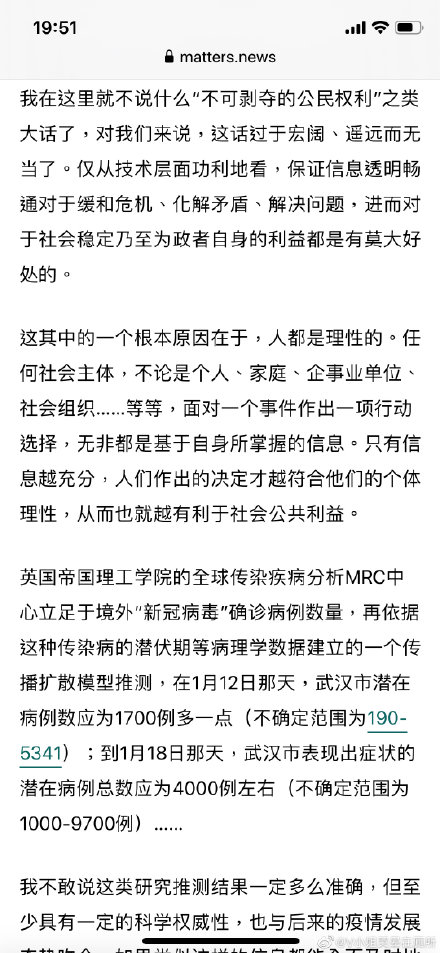 19:51
matters.news
我在这里就不说什么“不可剥夺的公民权利”之类
大话了，对我们来说，这话过于宏阔、遥远而无
当了。仅从技术层面功利地看，保证信息透明畅
通对于缓和危机、化解矛盾、解决问题，进而对
于社会稳定乃至为政者自身的利益都是有莫大好
处的。
这其中的一个根本原因在于，人都是理性的。任
何社会主体，不论是个人、家庭、企事业单位、
社会组织......等等，面对一个事件作出一项行动
选择，无非都是基于自身所掌握的信息。只有信
息越充分，人们作出的决定才越符合他们的个体
理性，从而也就越有利于社会公共利益。
英国帝国理工学院的全球传染疾病分析MRC中
心立足于境外“新冠病毒”确诊病例数量，再依据
这种传染病的潜伏期等病理学数据建立的一个传
播扩散模型推测，在1月12日那天，武汉市潜在
病例数应为1700例多一点（不确定范围为190-
5341）；到1月18日那天，武汉市表现出症状的
潜在病例总数应为4000例左右（不确定范围为
1000-9700例）......
我不敢说这类研究推测结果一定多么准确，但至
少具有一定的科学权威性，也与后来的疫情发展